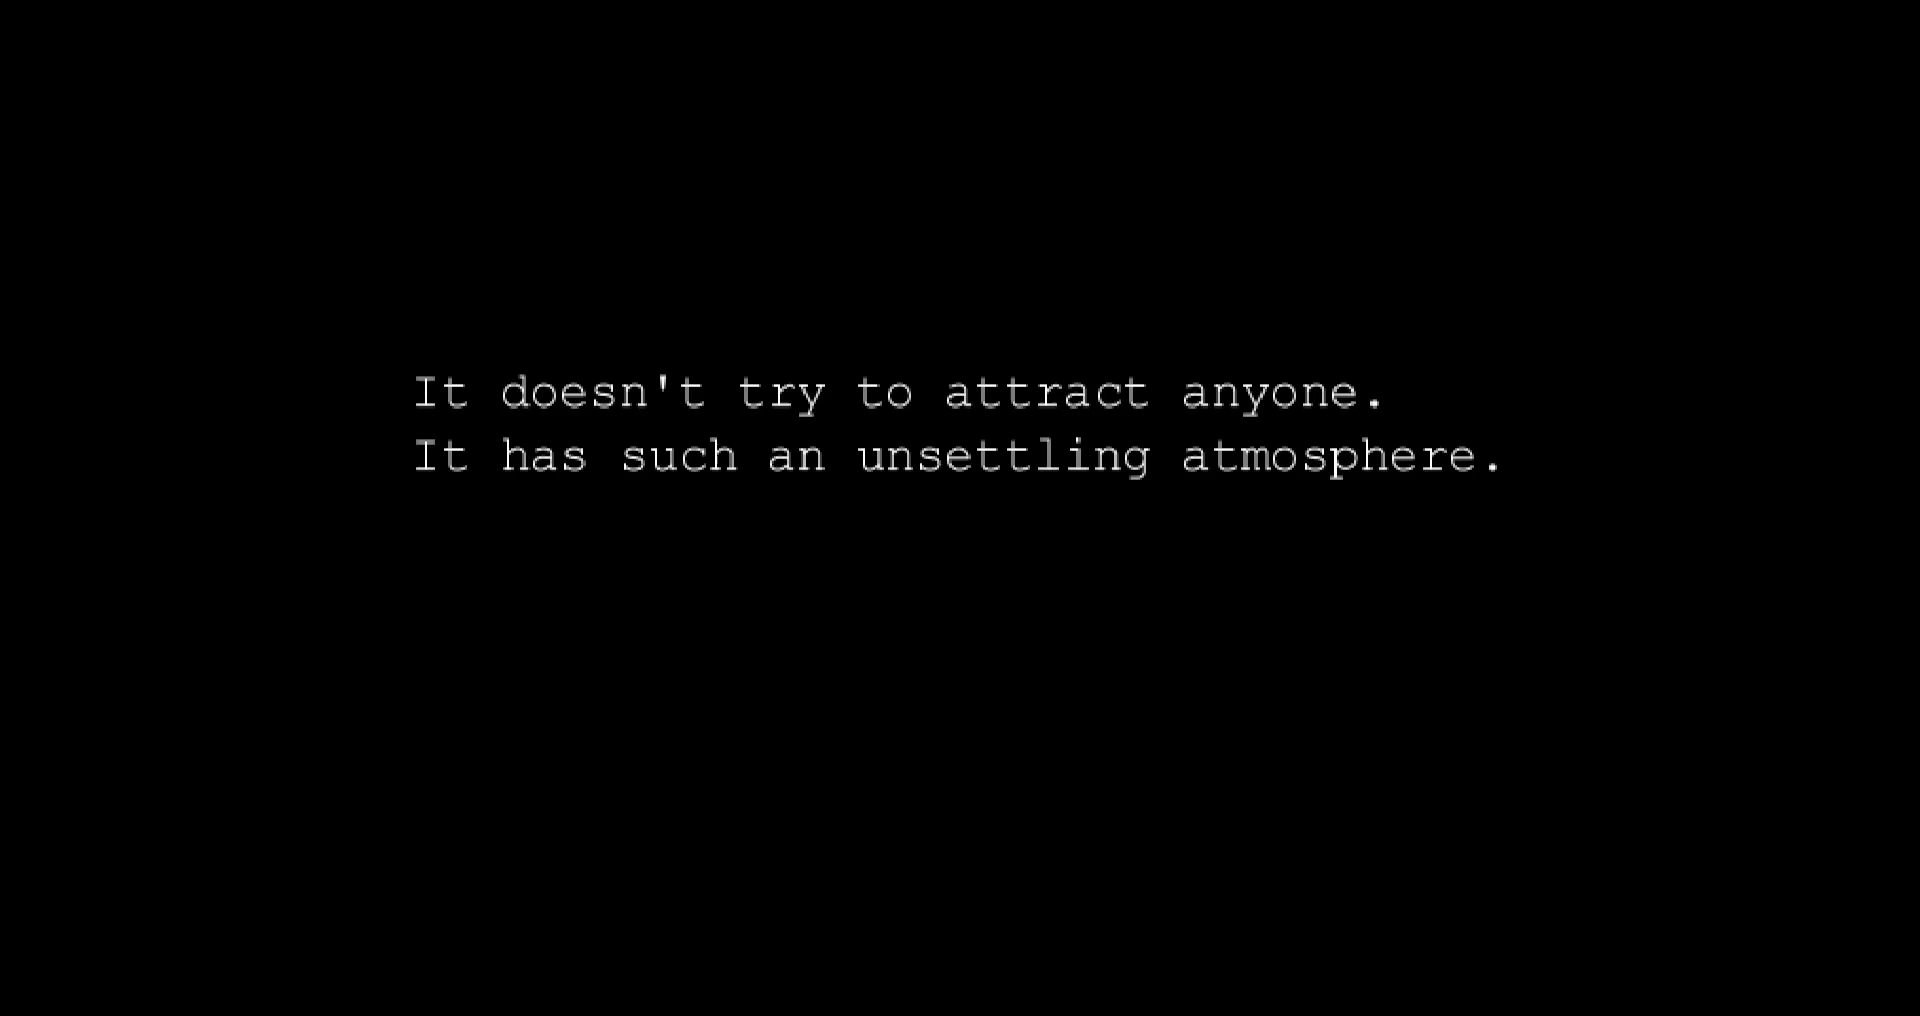 It doesn't try to attract anyone.
It has such an unsettling atmosphere.